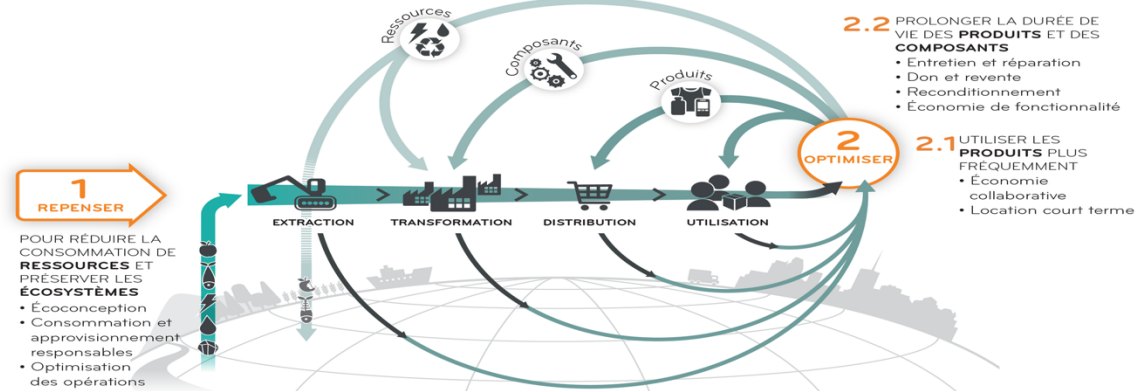 Ressources
Composants
Produits
2.2 PROLONGER LA DURÉE DE
VIE DES PRODUITS ET DES
COMPOSANTS
• Entretien et réparation
• Don et revente
• Reconditionnement
• Économie de fonctionnalité
2
OPTIMISER
2.1 UTILISER LES
PRODUITS PLUS
FRÉQUEMMENT
• Économie
collaborative
• Location court terme
1
REPENSER
EXTRACTION
TRANSFORMATION
DISTRIBUTION
UTILISATION
POUR RÉDUIRE LA
CONSOMMATION DE
RESSOURCES ET
PRÉSERVER LES
ÉCOSYSTÈMES
• Écoconception
• Consommation et
approvisionnement
responsables
• Optimisation
des opérations